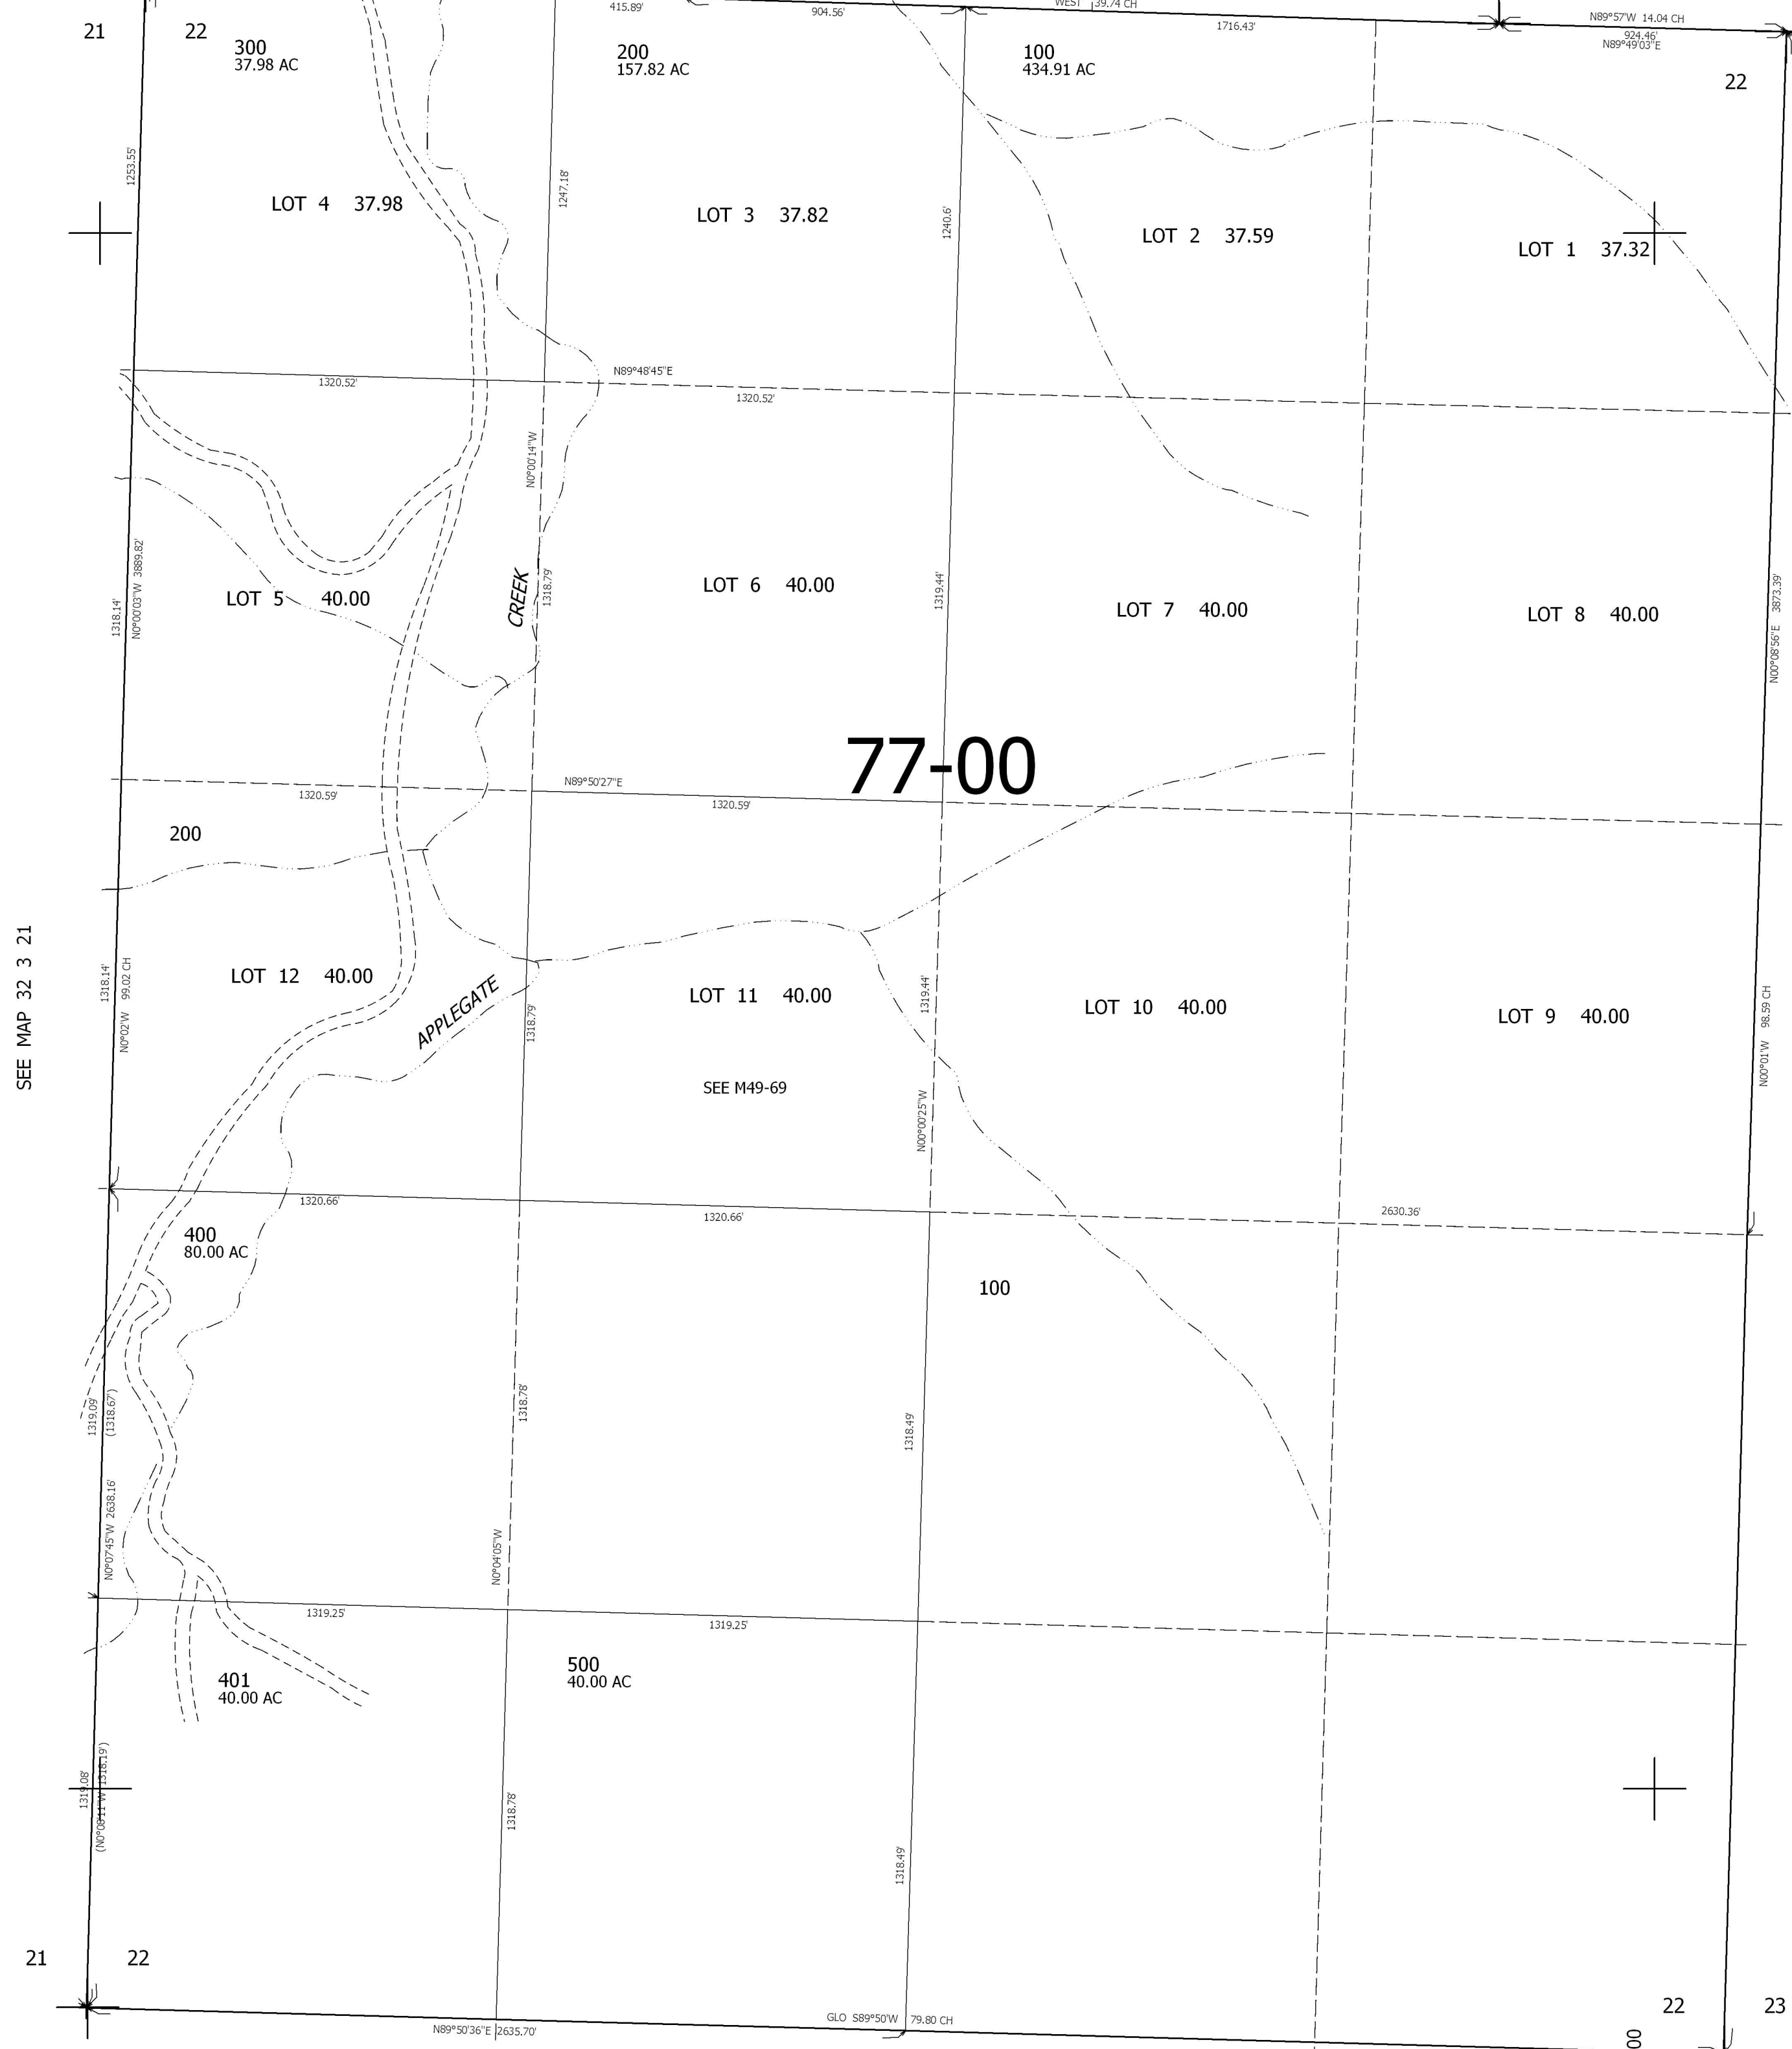 WEST 39.74 CH
415.89'
904.56'
1716.43'
N89°57'W 14.04 CH
924.46'
N89°49'03"E
21
22
300
37.98 AC
200
157.82 AC
100
434.91 AC
22
1253.55'
1247.18'
1240.6'
LOT 4 37.98
LOT 3 37.82
LOT 2 37.59
LOT 1 37.32
1320.52'
N89°48'45"E
1320.52'
N0°00'14"W
1318.14'
N0°00'03"W 3889.82'
CREEK
1318.79'
1319.44'
N00°08'56"E 3873.39'
LOT 5 40.00
LOT 6 40.00
LOT 7 40.00
LOT 8 40.00
77-00
1320.59'
N89°50'27"E
1320.59'
200
SEE MAP 32 3 21
1318.14'
N0°02'W 99.02 CH
LOT 12 40.00
APPLEGATE
1318.79'
LOT 11 40.00
1319.44'
LOT 10 40.00
LOT 9 40.00
N00°01'W 98.59 CH
SEE M49-69
N00°00'25"W
1320.66'
1320.66'
2630.36'
400
80.00 AC
100
1319.09'
(1318.67')
1318.78'
1318.49'
N0°07'45"W 2638.16'
N0°04'05"W
1319.25'
1319.25'
401
40.00 AC
500
40.00 AC
1319.08'
(N0°08'11"W 1318.19')
1318.78'
1318.49'
21
22
22
23
GLO S89°50'W 79.80 CH
N89°50'36"E 2635.70'
00